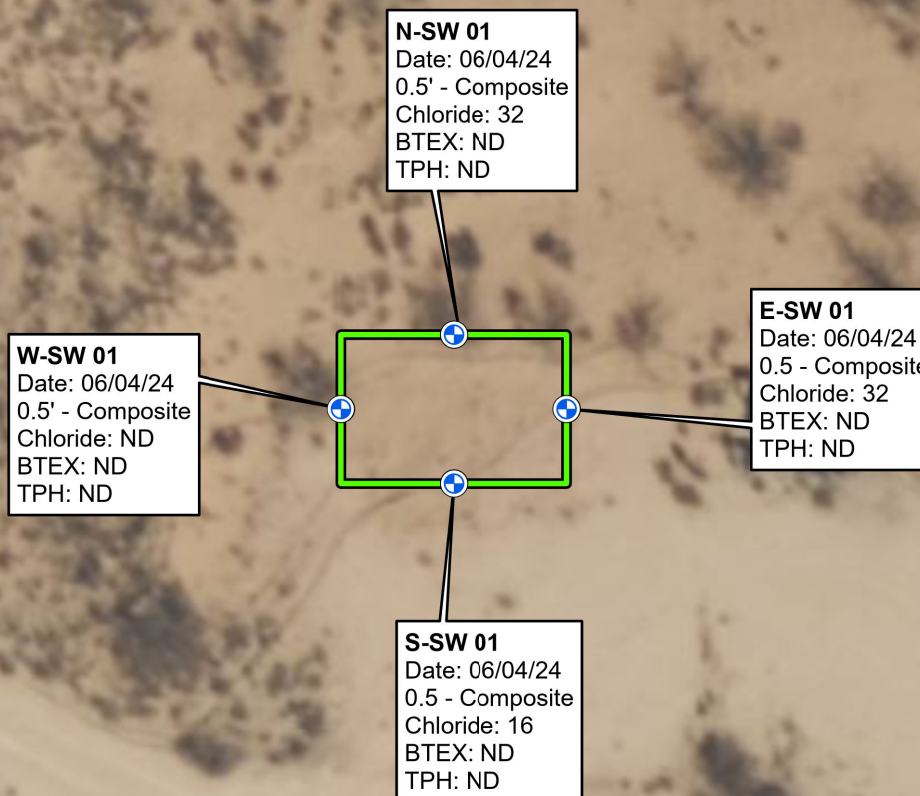 N-SW 01
Date: 06/04/24
0.5' - Composite
Chloride: 32
BTEX: ND
TPH: ND
E-SW 01
Date: 06/04/24
0.5 - Composite
Chloride: 32
BTEX: ND
TPH: ND
W-SW 01
Date: 06/04/24
0.5' - Composite
Chloride: ND
BTEX: ND
TPH: ND
S-SW 01
Date: 06/04/24
0.5 - Composite
Chloride: 16
BTEX: ND
TPH: ND